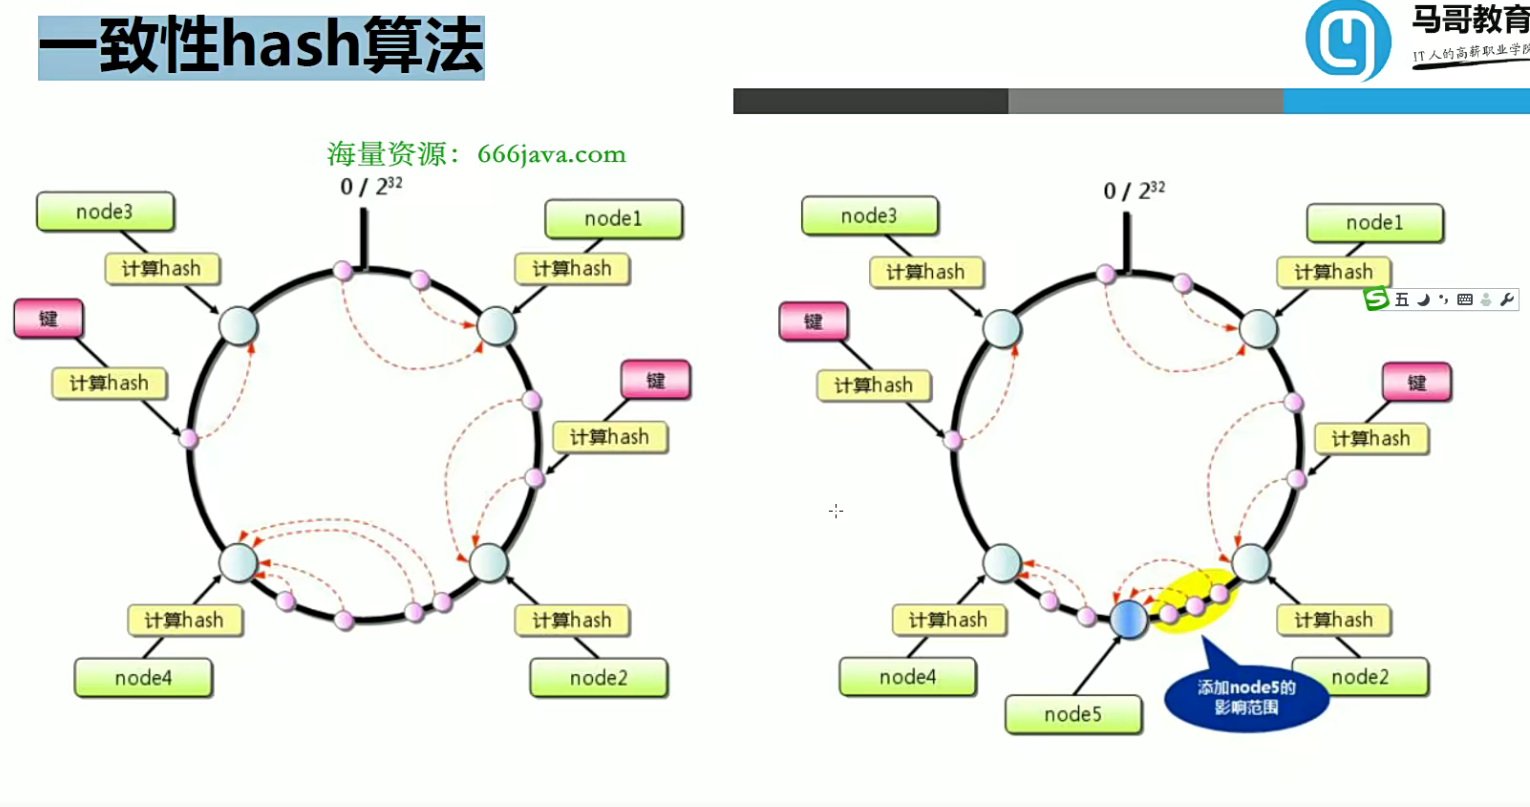 一致性hash算法
马哥教育
IT人的高薪职业学院
海量资源：666java.com
0 / 2³²
node3
node1
计算hash
计算hash
键
计算hash
键
计算hash
计算hash
计算hash
node4
node2
0 / 2³²
node3
node1
计算hash
计算hash
五
键
计算hash
键
计算hash
计算hash
计算hash
node4
node2
添加node5的
影响范围
node5